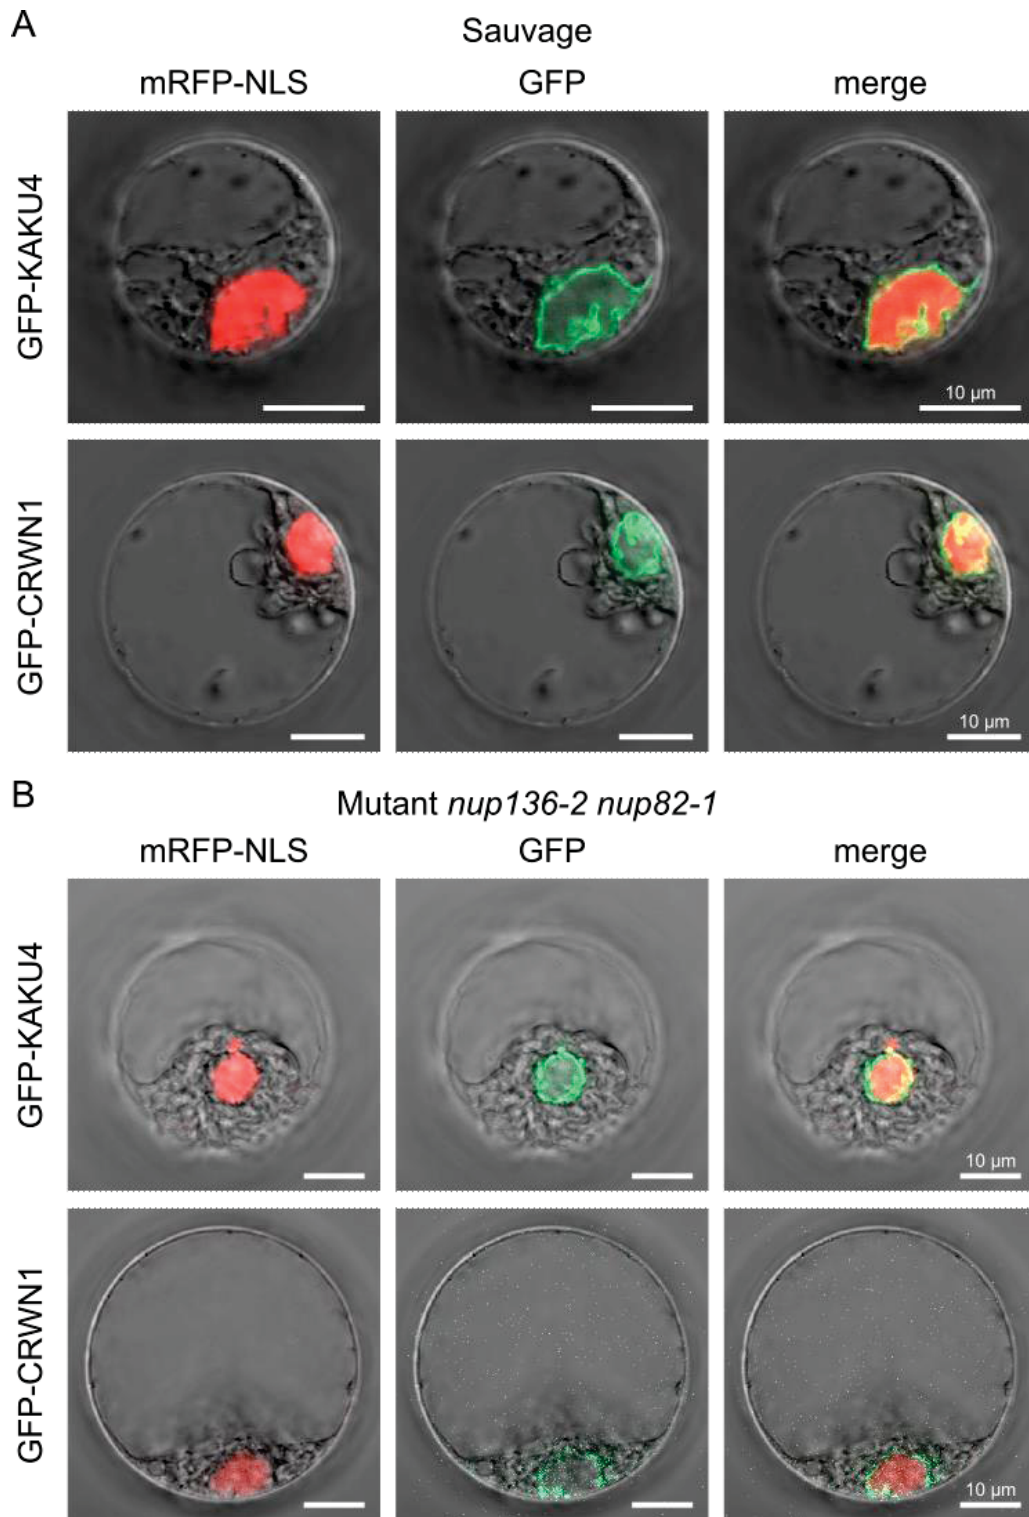 A
Sauvage
mRFP-NLS GFP merge
GFP-KAKU4
10 µm
GFP-CRWN1
10 µm
B
Mutant nup136-2 nup82-1
mRFP-NLS GFP merge
GFP-KAKU4
10 µm
GFP-CRWN1
10 µm